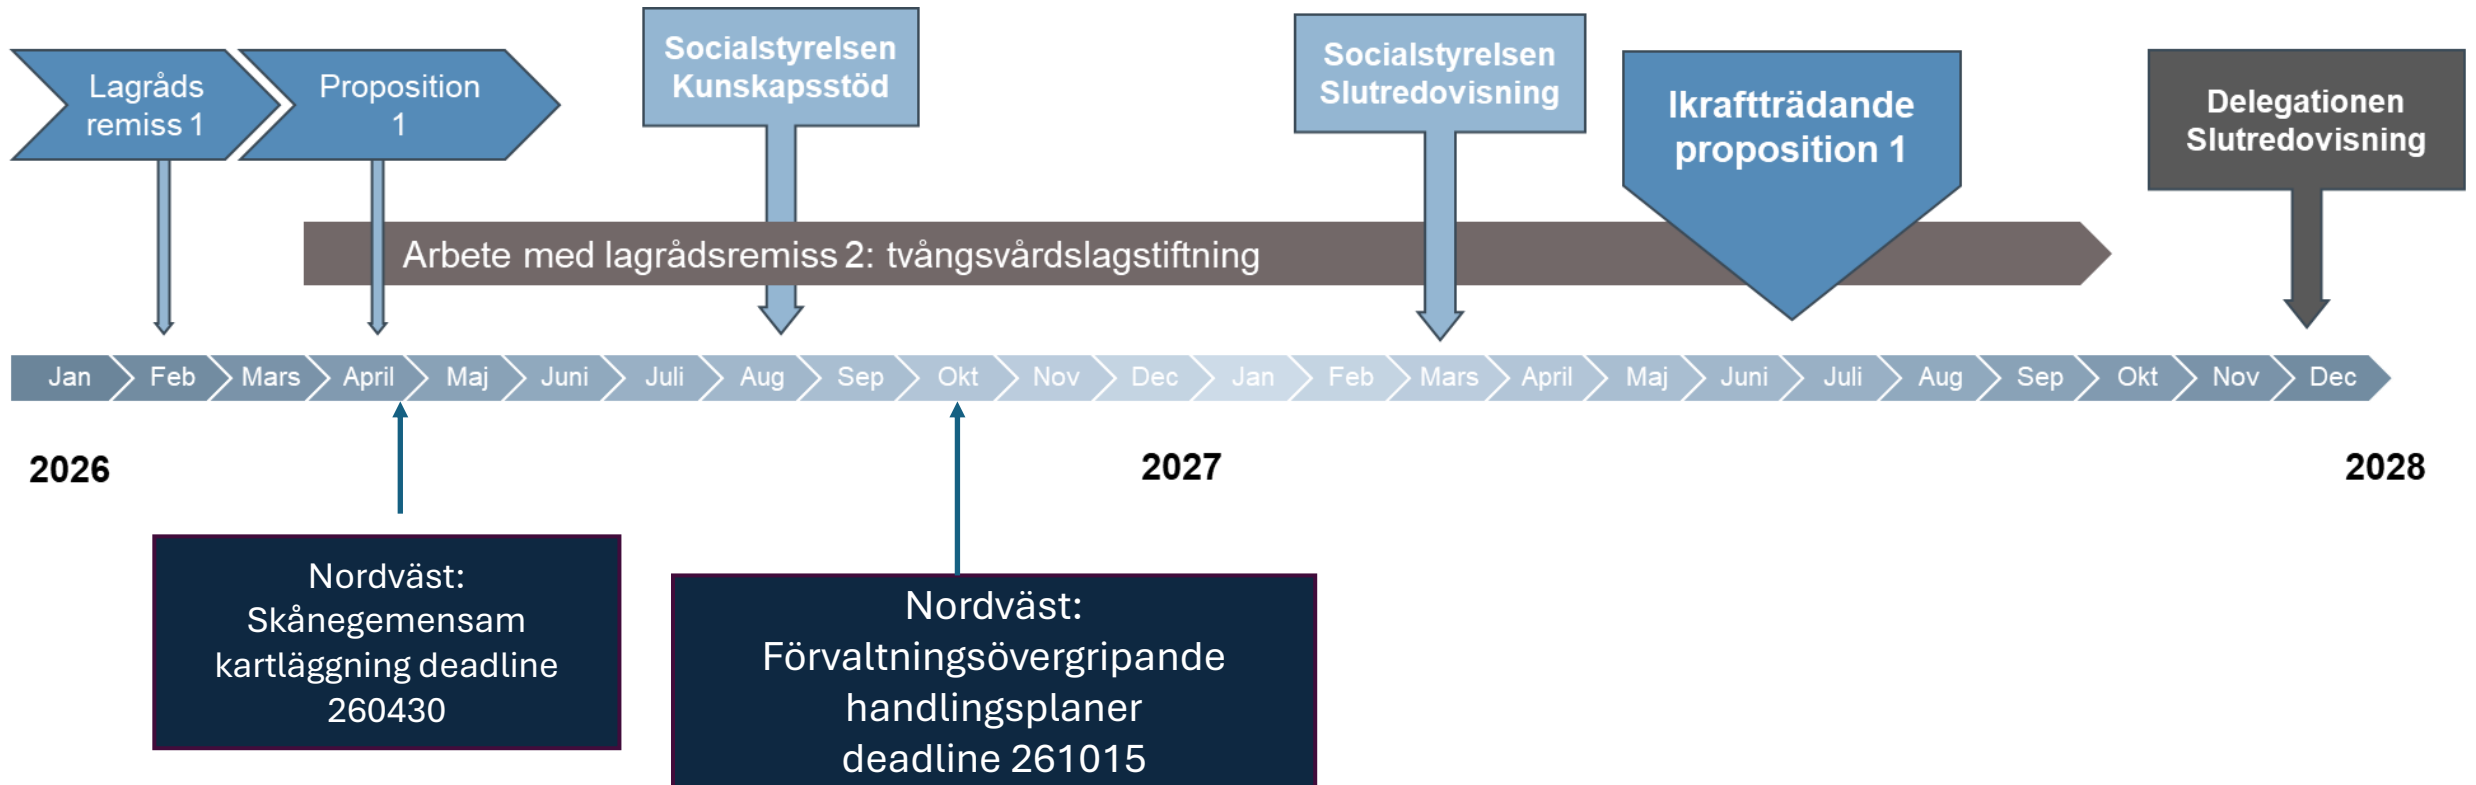 Lagråds
remiss 1
Proposition
1
Socialstyrelsen
Kunskapsstöd
Socialstyrelsen
Slutredovisning
Ikraftträdande
proposition 1
Delegationen
Slutredovisning
Arbete med lagrådsremiss 2: tvångsvårdslagstiftning
Jan Feb Mars April Maj Juni Juli Aug Sep Okt Nov Dec Jan Feb Mars April Maj Juni Juli Aug Sep Okt Nov Dec
2026 2027 2028
Nordväst:
Skånegemensam
kartläggning deadline
260430
Nordväst:
Förvaltningsövergripande
handlingsplaner
deadline 261015